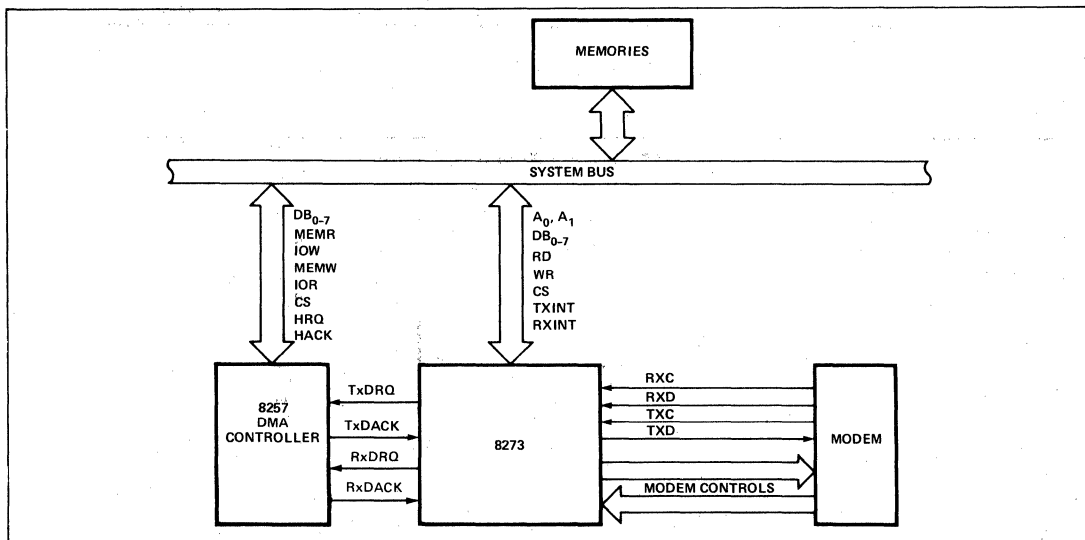 MEMORIES
SYSTEM BUS
DB0-7
MEMR
IOW
MEMW
IOR
CS
HRQ
HACK
A0, A1
DB0-7
RD
WR
CS
TXINT
RXINT
8257
DMA
CONTROLLER
TxDRQ
TxDACK
RxDRQ
RxDACK
8273
RXC
RXD
TXC
TXD
MODEM CONTROLS
MODEM